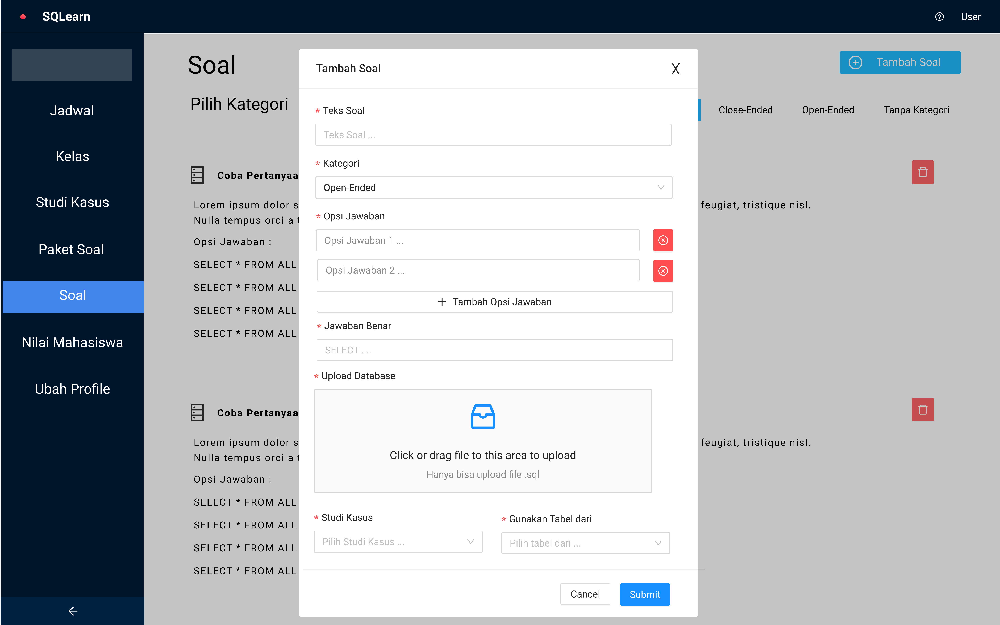 SQLearn
User
Jadwal
Kelas
Studi Kasus
Paket Soal
Soal
Nilai Mahasiswa
Ubah Profile
Soal
Tambah Soal
Pilih Kategori
Close-Ended
Open-Ended
Tanpa Kategori
Coba Pertanyaa
Lorem ipsum dolor s
feugiat, tristique nisl.
Nulla tempus orci a t
Opsi Jawaban :
SELECT * FROM ALL
SELECT * FROM ALL
SELECT * FROM ALL
SELECT * FROM ALL
Coba Pertanyaa
Lorem ipsum dolor s
feugiat, tristique nisl.
Nulla tempus orci a t
Opsi Jawaban :
SELECT * FROM ALL
SELECT * FROM ALL
SELECT * FROM ALL
SELECT * FROM ALL
Tambah Soal
X
* Teks Soal
Teks Soal ...
* Kategori
Open-Ended
* Opsi Jawaban
Opsi Jawaban 1 ...
Opsi Jawaban 2 ...
+ Tambah Opsi Jawaban
* Jawaban Benar
SELECT ....
* Upload Database
Click or drag file to this area to upload
Hanya bisa upload file .sql
* Studi Kasus
Pilih Studi Kasus ...
* Gunakan Tabel dari
Pilih tabel dari ...
Cancel
Submit